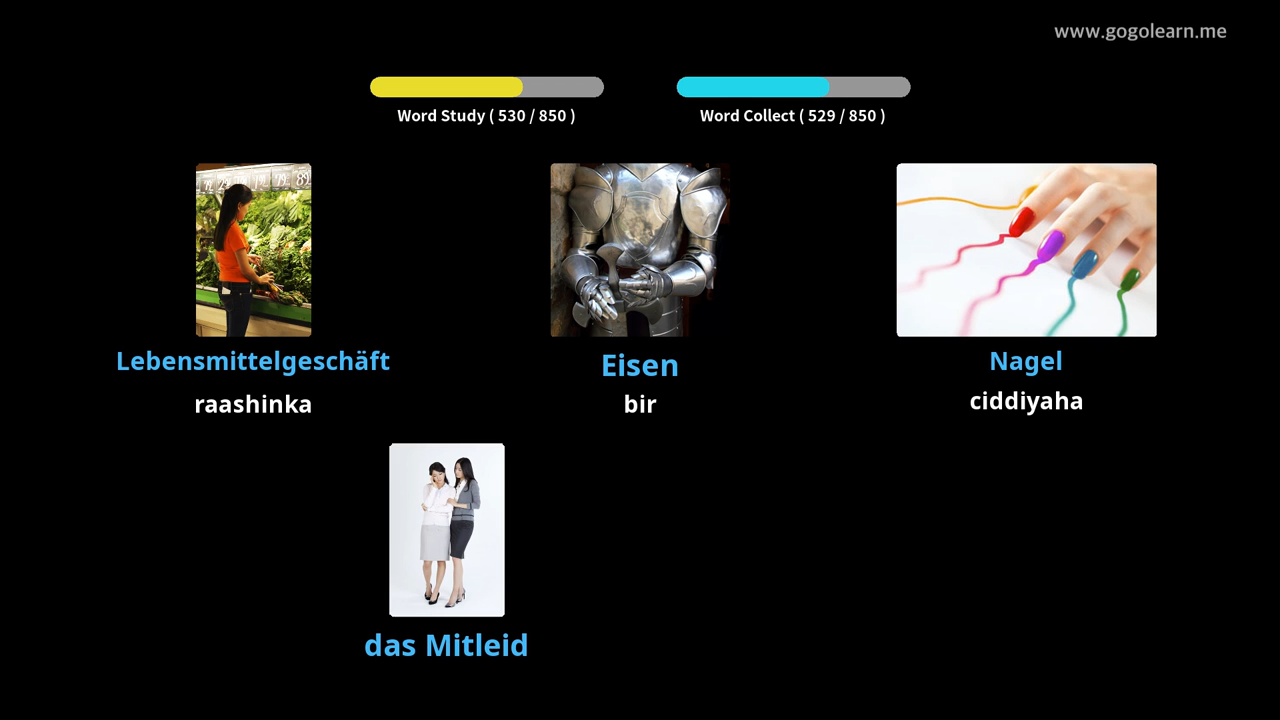 www.gogolearn.me
Word Study ( 530 / 850 )
Word Collect ( 529 / 850 )
Lebensmittelgeschäft
raashinka
Eisen
bir
Nagel
ciddiyaha
das Mitleid